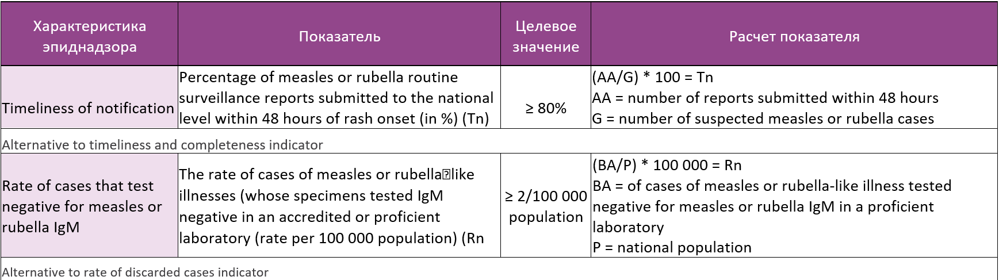 Характеристика
эпиднадзора
Показатель
Целевое
значение
Расчет показателя
Timeliness of notification
Percentage of measles or rubella routine
surveillance reports submitted to the national
level within 48 hours of rash onset (in %) (Tn)
≥ 80%
(AA/G) * 100 = Tn
AA = number of reports submitted within 48 hours
G = number of suspected measles or rubella cases
Alternative to timeliness and completeness indicator
Rate of cases that test
negative for measles or
rubella IgM
The rate of cases of measles or rubella�like
illnesses (whose specimens tested IgM
negative in an accredited or proficient
laboratory (rate per 100 000 population) (Rn
≥ 2/100 000
population
(BA/P) * 100 000 = Rn
BA = of cases of measles or rubella-like illness tested
negative for measles or rubella IgM in a proficient
laboratory
P = national population
Alternative to rate of discarded cases indicator